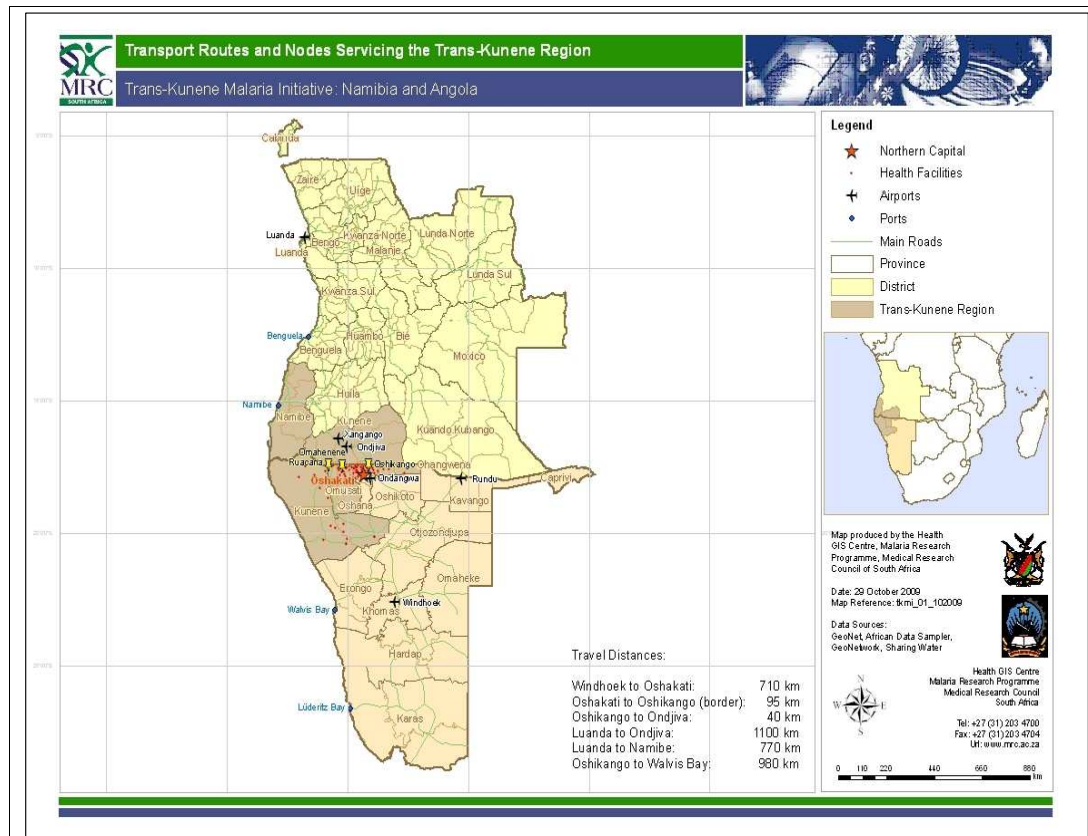 MRC
SOUTH AFRICA
Transport Routes and Nodes Servicing the Trans-Kunene Region
Trans-Kunene Malaria Initiative: Namibia and Angola
Cabinda
Zaire
Uige
Luanda
Bengo
Kwanza Norte
Lunda Norte
Luanda
Malanje
Lunda Sul
Kwanza Sul
Benguela
Huambo
Bie
Benguela
Moxico
Huila
Namibe
Namibe
Kunene
Kuando Kubango
Xangango
Ondjiva
Omahenene
Ruapana
Oshikango
Ohangwena
Oshakati
Ondangwa
Rundu
Caprivi
Omusati
Oshikoto
Kavango
Kunene
Oshana
Otjozondjupa
Omaheke
Erongo
Walvis Bay
Khomas
Windhoek
Hardap
Lüderitz Bay
Karas
Travel Distances:
Windhoek to Oshakati: 710 km
Oshakati to Oshikango (border): 95 km
Oshikango to Ondjiva: 40 km
Luanda to Ondjiva: 1100 km
Luanda to Namibe: 770 km
Oshikango to Walvis Bay: 980 km
Legend
Northern Capital
Health Facilities
Airports
Ports
Main Roads
Province
District
Trans-Kunene Region
Map produced by the Health
GIS Centre, Malaria Research
Programme, Medical Research
Council of South Africa
Date: 29 October 2009
Map Reference: tkmi_01_102009
Data Sources:
GeoNet, African Data Sampler,
GeoNetwork, Sharing Water
Health GIS Centre
Malaria Research Programme
Medical Research Council
South Africa
Tel: +27 (31) 203 4700
Fax: +27 (31) 203 4704
Url: www.mrc.ac.za
N
W E
S
0 110 220 440 660 880
km